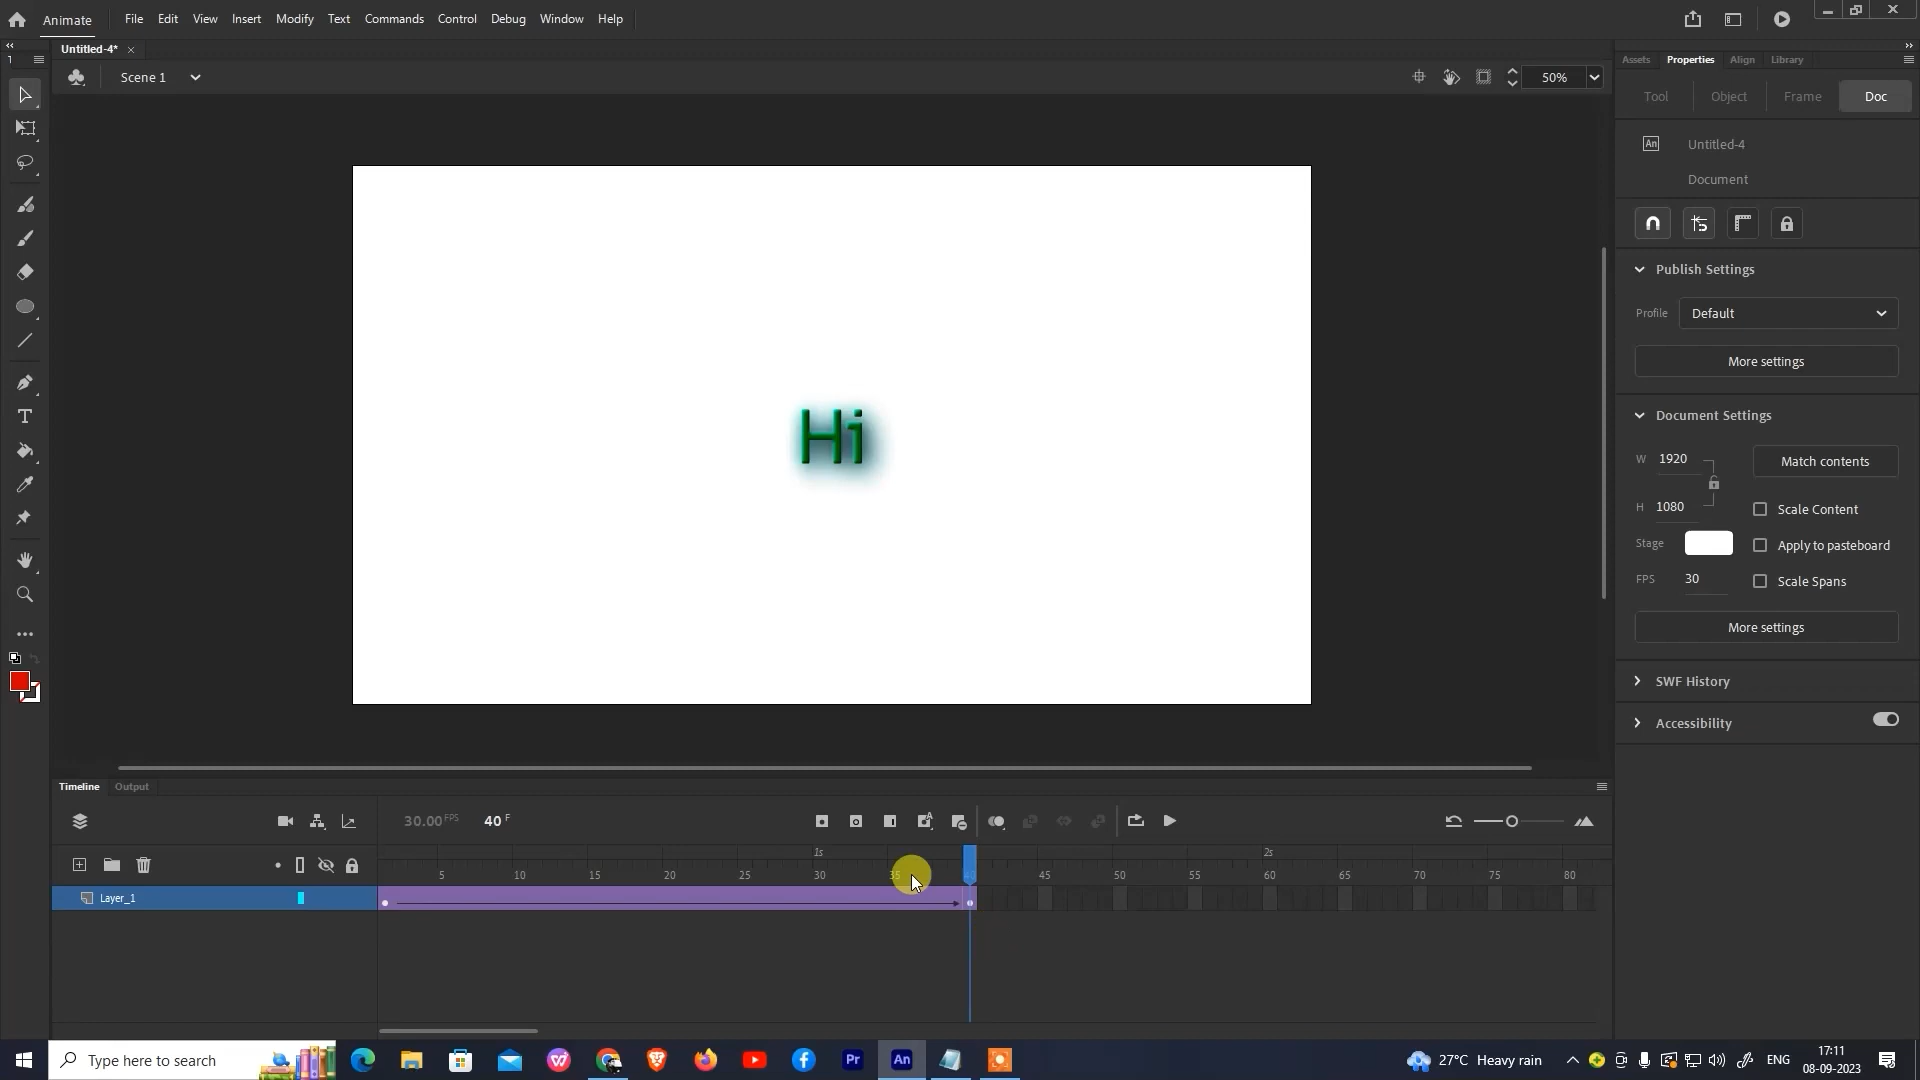 Animate File Edit View Insert Modify Text Commands Control Debug Window Help
Untitled-4*
Scene 1 50%
Assets Properties Align Library
Tool Object Frame Doc
An Untitled-4
Document
Publish Settings
Profile Default
More settings
Document Settings
W 1920 Match contents
H 1080 Scale Content
Stage Apply to pasteboard
FPS 30 Scale Spans
More settings
SWF History
Accessibility
Hi
Timeline Output
30.00 FPS 40 F
1s 2s
5 10 15 20 25 30 35 40 45 50 55 60 65 70 75 80
Layer_1
Type here to search
Pr An
27°C Heavy rain
ENG
17:11
08-09-2023